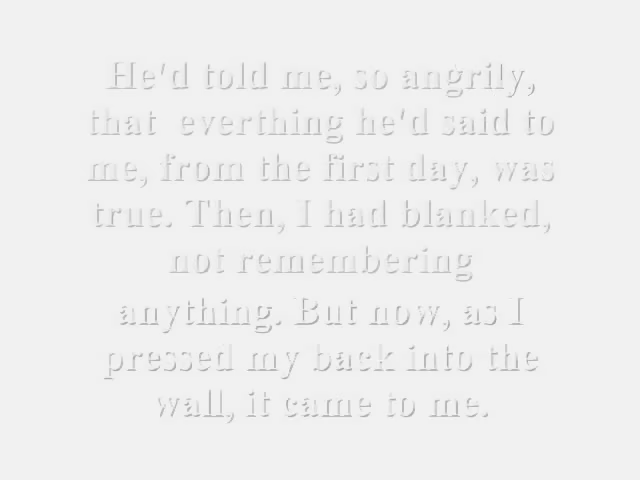 He'd told me, so angrily,
that everthing he'd said to
me, from the first day, was
true. Then, I had blanked,
not remembering
anything. But now, as I
pressed my back into the
wall, it came to me.